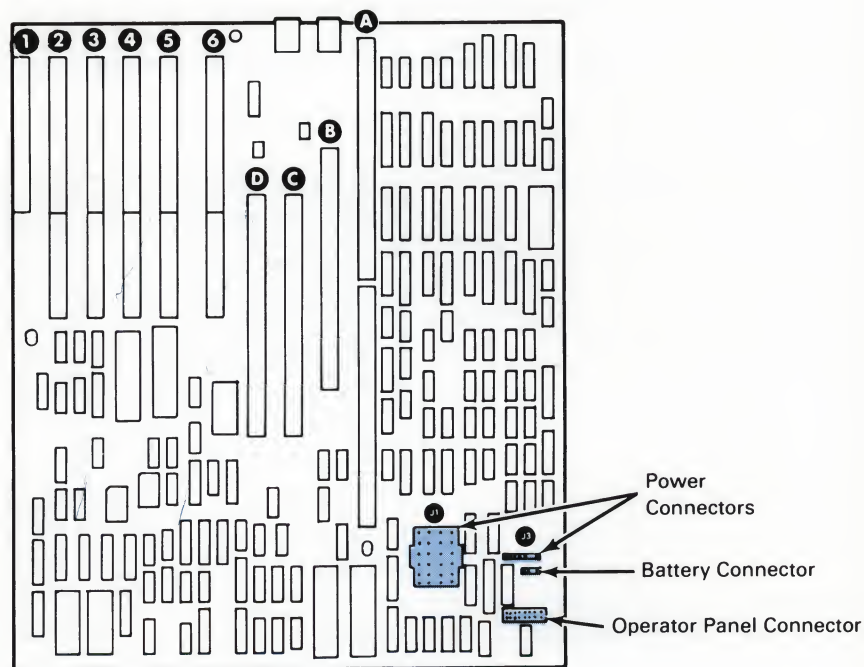 A
1 2 3 4 5 6
B
D C
J1
J3
Power
Connectors
Battery Connector
Operator Panel Connector